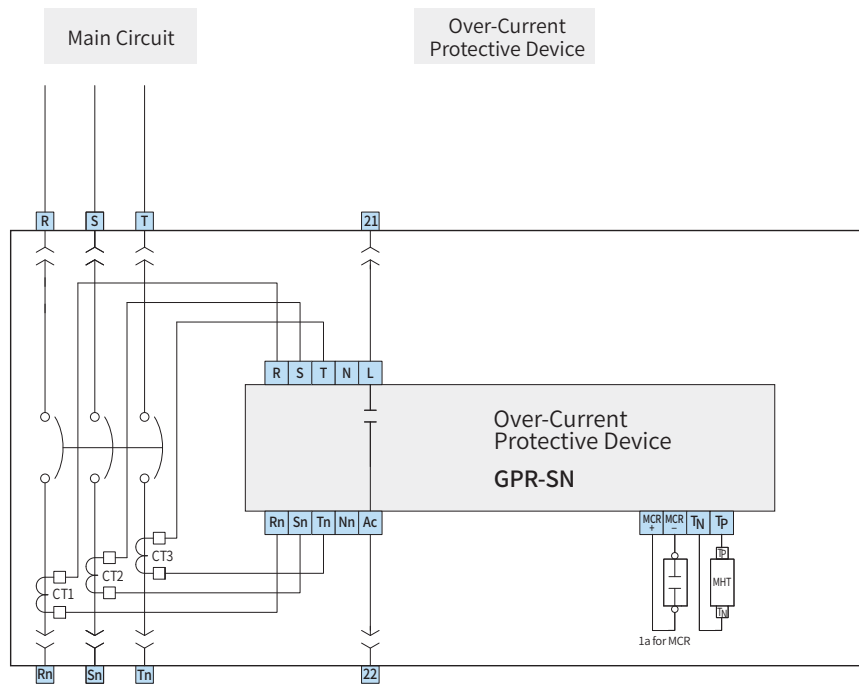 Main Circuit
Over-Current
Protective Device
R S T 21
R S T N L
Over-Current
Protective Device
GPR-SN
Rn Sn Tn Nn Ac
MCR + MCR - TN TP
CT3
CT2
CT1
TP
MHT
TN
1a for MCR
Rn Sn Tn 22